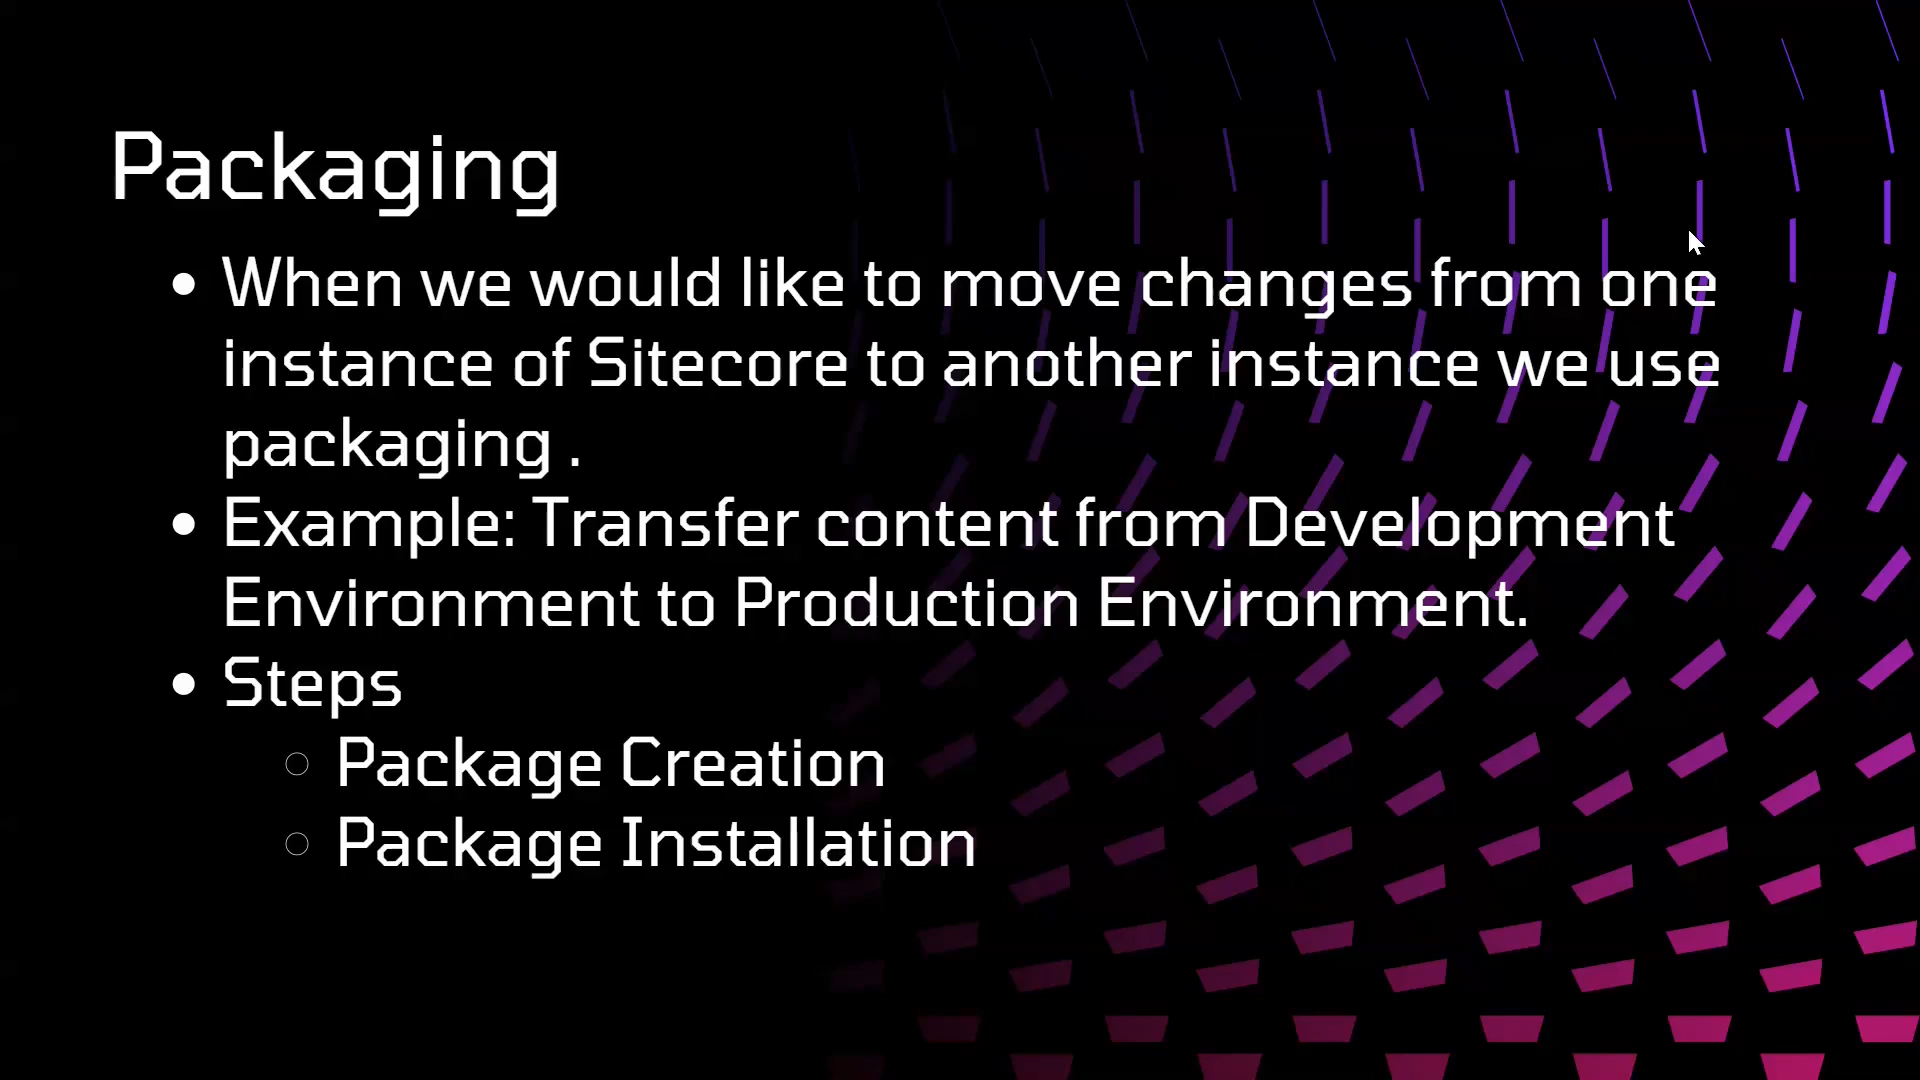 Packaging
• When we would like to move changes from one
instance of Sitecore to another instance we use
packaging .
• Example: Transfer content from Development
Environment to Production Environment.
• Steps
○ Package Creation
○ Package Installation